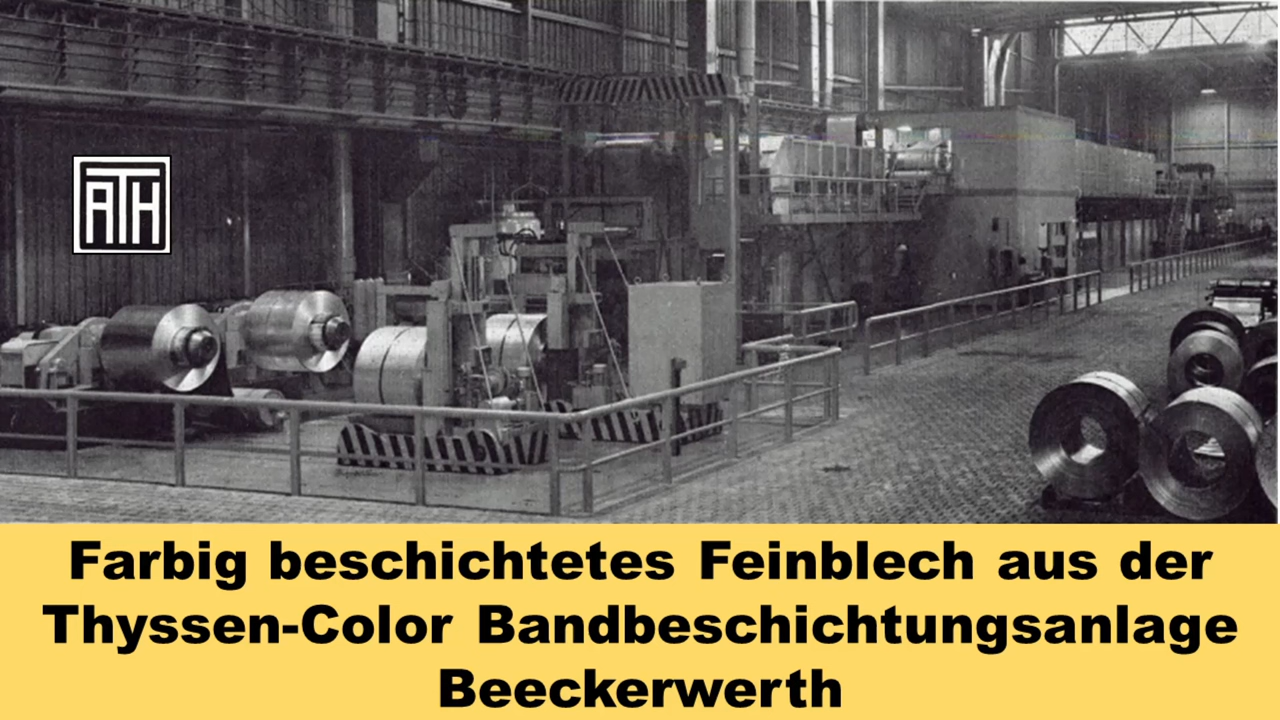 ATH
Farbig beschichtetes Feinblech aus der
Thyssen-Color Bandbeschichtungsanlage
Beeckerwerth